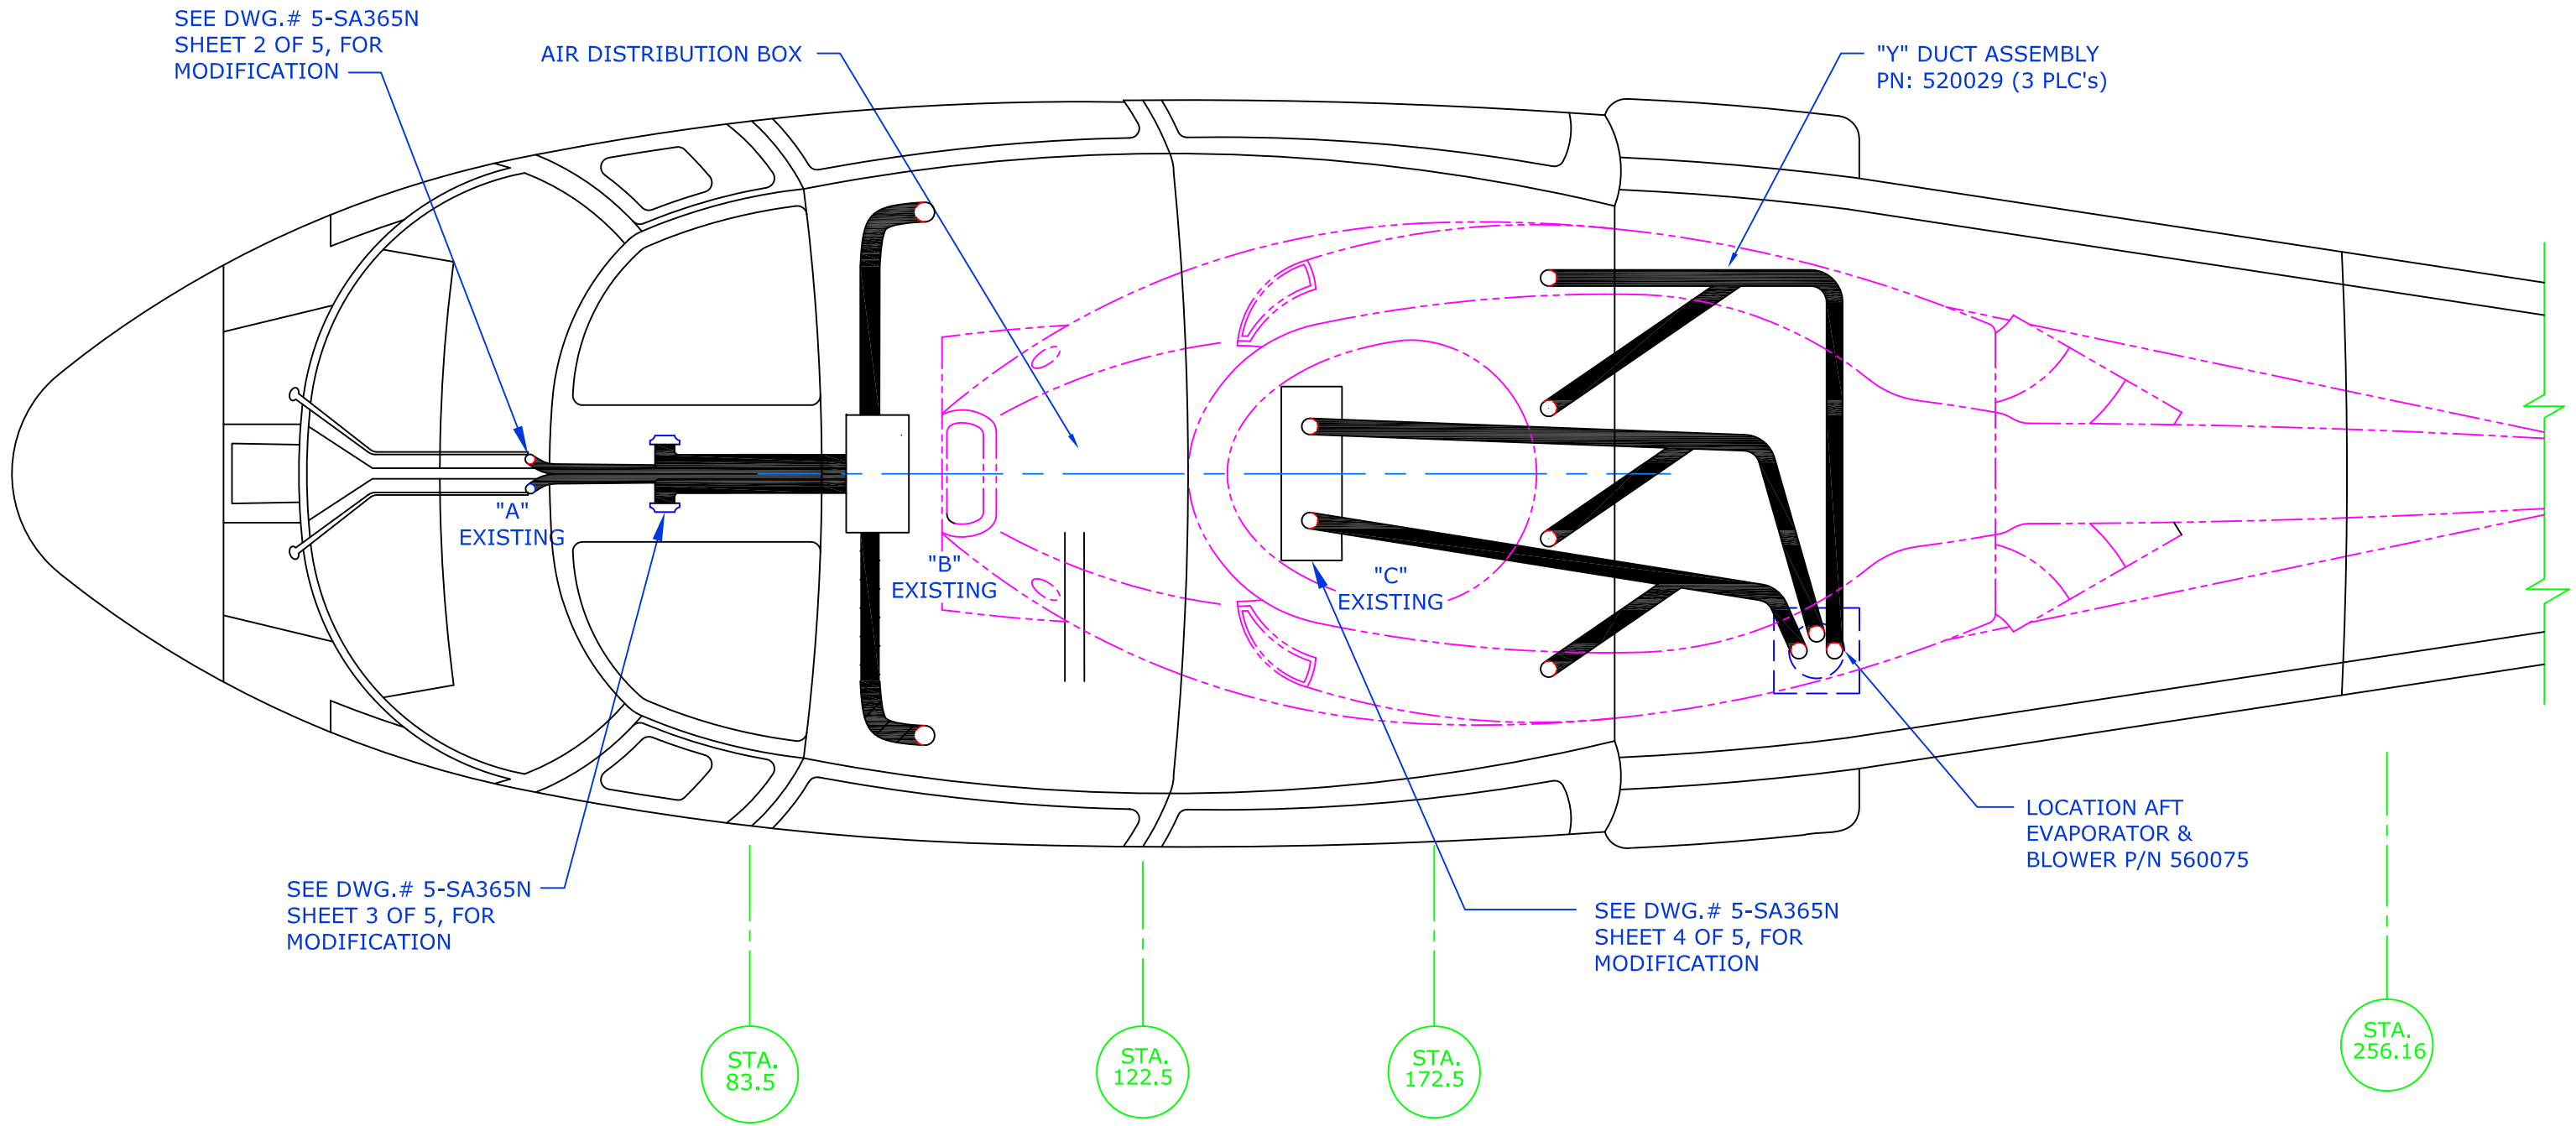 SEE DWG.# 5-SA365N
SHEET 2 OF 5, FOR
MODIFICATION
AIR DISTRIBUTION BOX
"Y" DUCT ASSEMBLY
PN: 520029 (3 PLC's)
"A"
EXISTING
"B"
EXISTING
"C"
EXISTING
LOCATION AFT
EVAPORATOR &
BLOWER P/N 560075
SEE DWG.# 5-SA365N
SHEET 3 OF 5, FOR
MODIFICATION
SEE DWG.# 5-SA365N
SHEET 4 OF 5, FOR
MODIFICATION
STA.
83.5
STA.
122.5
STA.
172.5
STA.
256.16